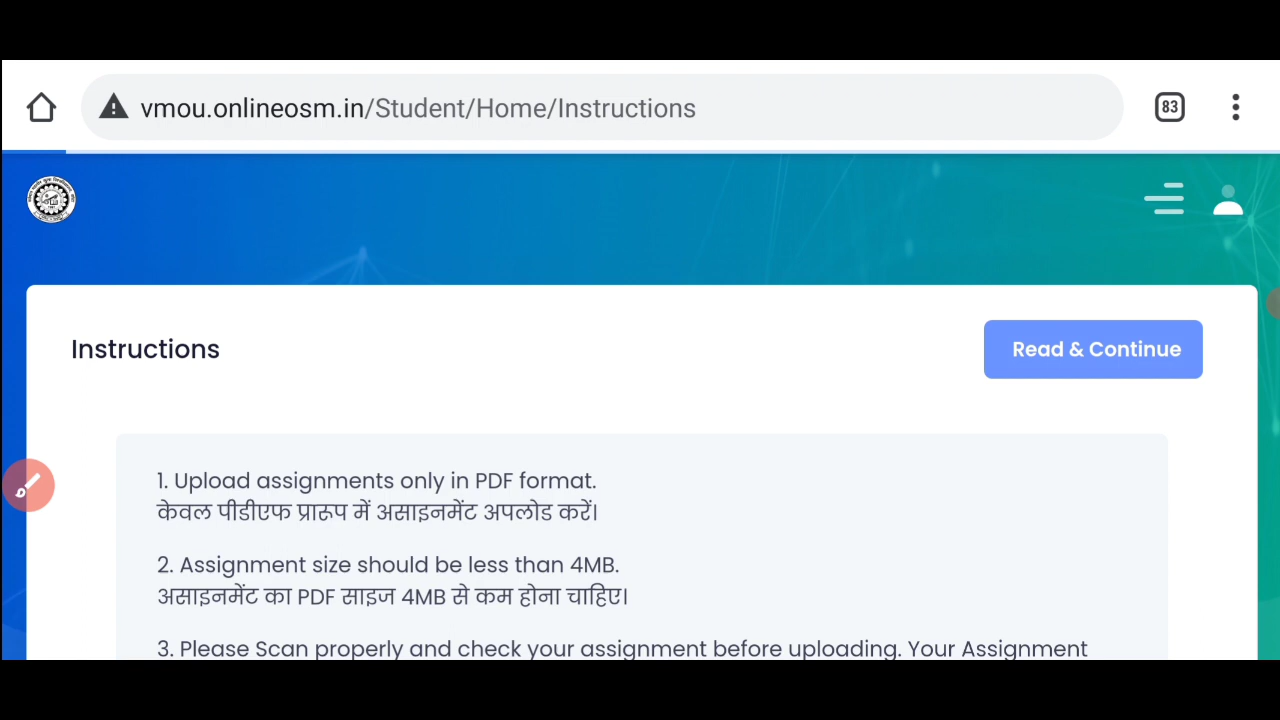 vmou.onlineosm.in/Student/Home/Instructions
83
Instructions
Read & Continue
1. Upload assignments only in PDF format.
केवल पीडीएफ प्रारूप में असाइनमेंट अपलोड करें।
2. Assignment size should be less than 4MB.
असाइनमेंट का PDF साइज 4MB से कम होना चाहिए।
3. Please Scan properly and check your assignment before uploading. Your Assignment